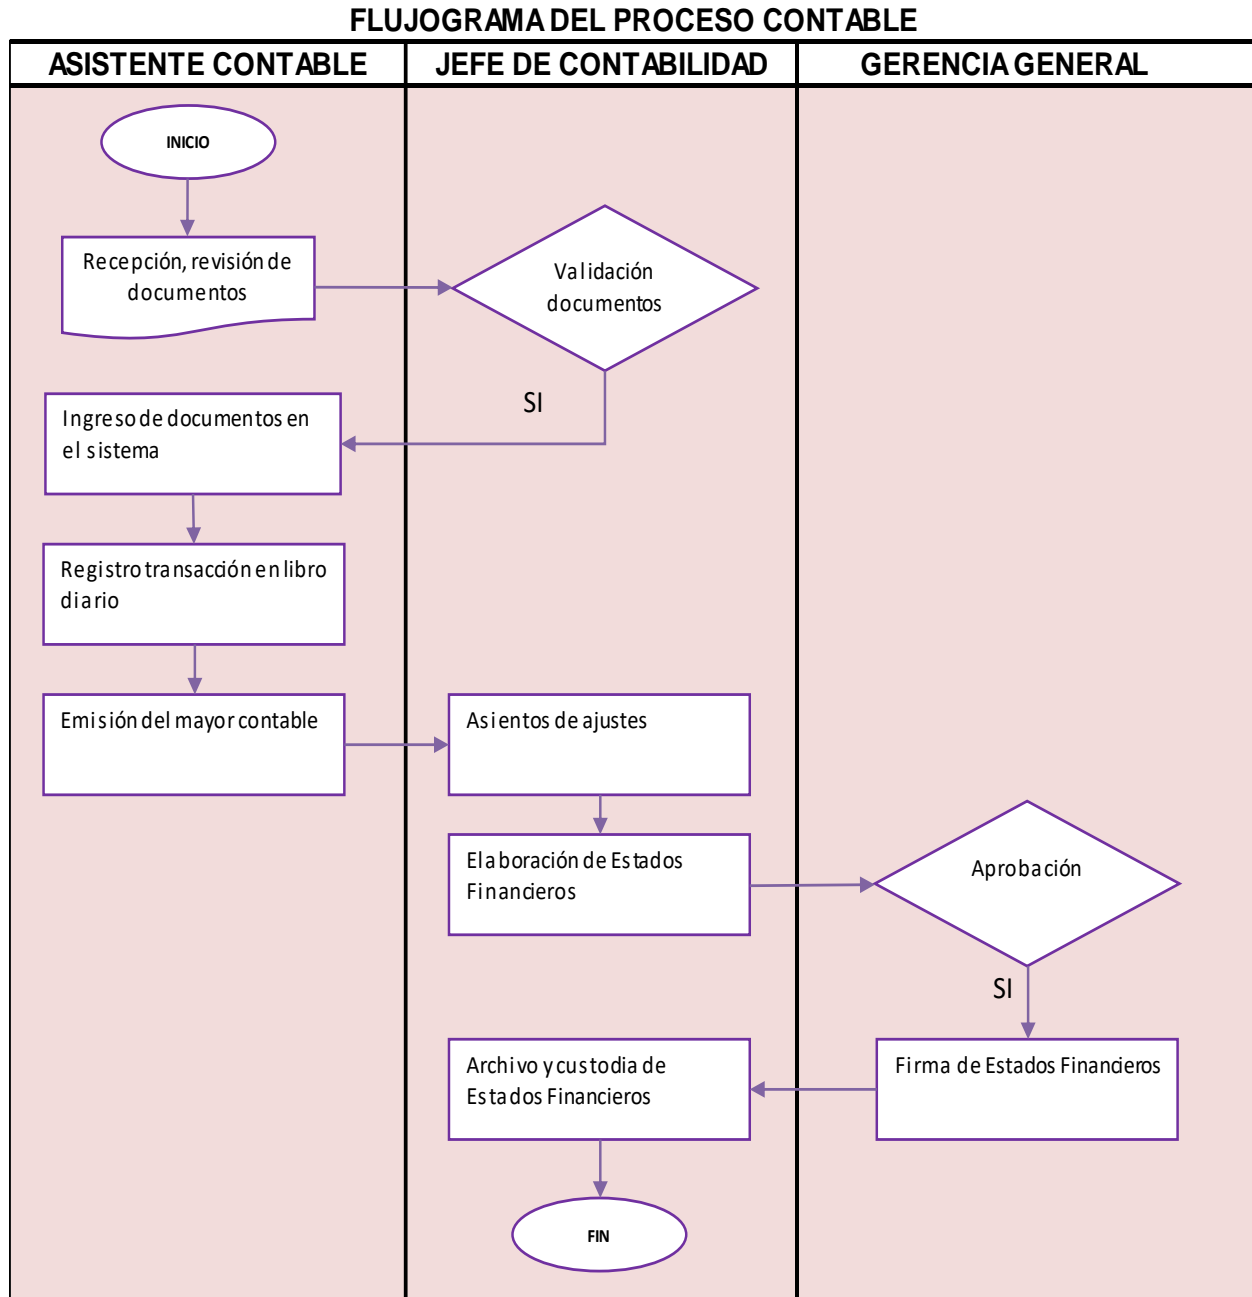 FLUJOGRAMA DEL PROCESO CONTABLE
ASISTENTE CONTABLE
JEFE DE CONTABILIDAD
GERENCIA GENERAL
INICIO
Recepción, revisión de
documentos
Validación
documentos
SI
Ingreso de documentos en
el sistema
Registro transacción en libro
diario
Emisión del mayor contable
Asientos de ajustes
Elaboración de Estados
Financieros
Aprobación
SI
Firma de Estados Financieros
Archivo y custodia de
Estados Financieros
FIN